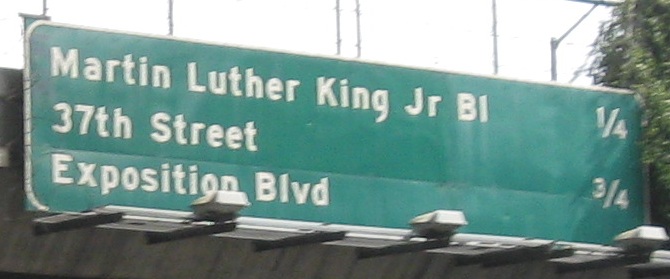 Martin Luther King Jr Bl 1/4
37th Street
Exposition Blvd 3/4